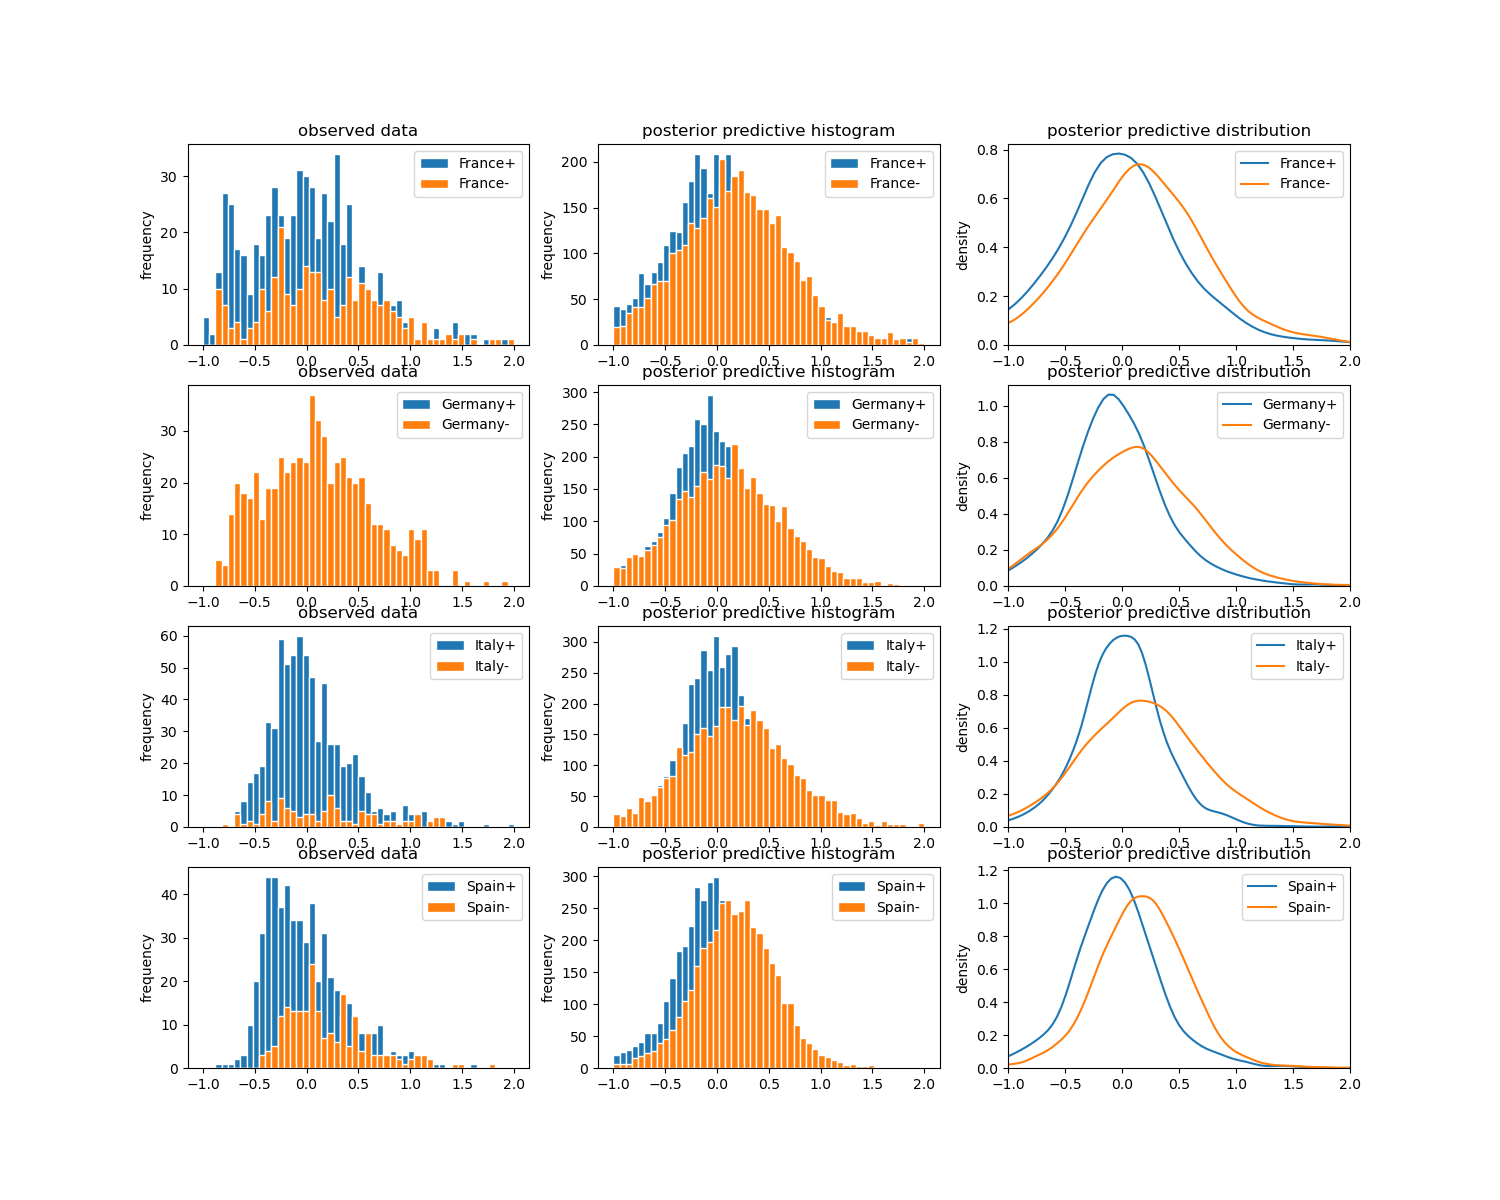 observed data posterior predictive histogram posterior predictive distribution
frequency
30
20
10
0
−1.0 −0.5 0.0 0.5 1.0 1.5 2.0
France+
France-
frequency
200
150
100
50
0
−1.0 −0.5 0.0 0.5 1.0 1.5 2.0
France+
France-
density
0.8
0.6
0.4
0.2
0.0
−1.0 −0.5 0.0 0.5 1.0 1.5 2.0
France+
France-
observed data posterior predictive histogram posterior predictive distribution
frequency
30
20
10
0
−1.0 −0.5 0.0 0.5 1.0 1.5 2.0
Germany+
Germany-
frequency
300
250
200
150
100
50
0
−1.0 −0.5 0.0 0.5 1.0 1.5 2.0
Germany+
Germany-
density
1.0
0.8
0.6
0.4
0.2
0.0
−1.0 −0.5 0.0 0.5 1.0 1.5 2.0
Germany+
Germany-
observed data posterior predictive histogram posterior predictive distribution
frequency
60
50
40
30
20
10
0
−1.0 −0.5 0.0 0.5 1.0 1.5 2.0
Italy+
Italy-
frequency
300
250
200
150
100
50
0
−1.0 −0.5 0.0 0.5 1.0 1.5 2.0
Italy+
Italy-
density
1.2
1.0
0.8
0.6
0.4
0.2
0.0
−1.0 −0.5 0.0 0.5 1.0 1.5 2.0
Italy+
Italy-
observed data posterior predictive histogram posterior predictive distribution
frequency
40
30
20
10
0
−1.0 −0.5 0.0 0.5 1.0 1.5 2.0
Spain+
Spain-
frequency
300
250
200
150
100
50
0
−1.0 −0.5 0.0 0.5 1.0 1.5 2.0
Spain+
Spain-
density
1.2
1.0
0.8
0.6
0.4
0.2
0.0
−1.0 −0.5 0.0 0.5 1.0 1.5 2.0
Spain+
Spain-